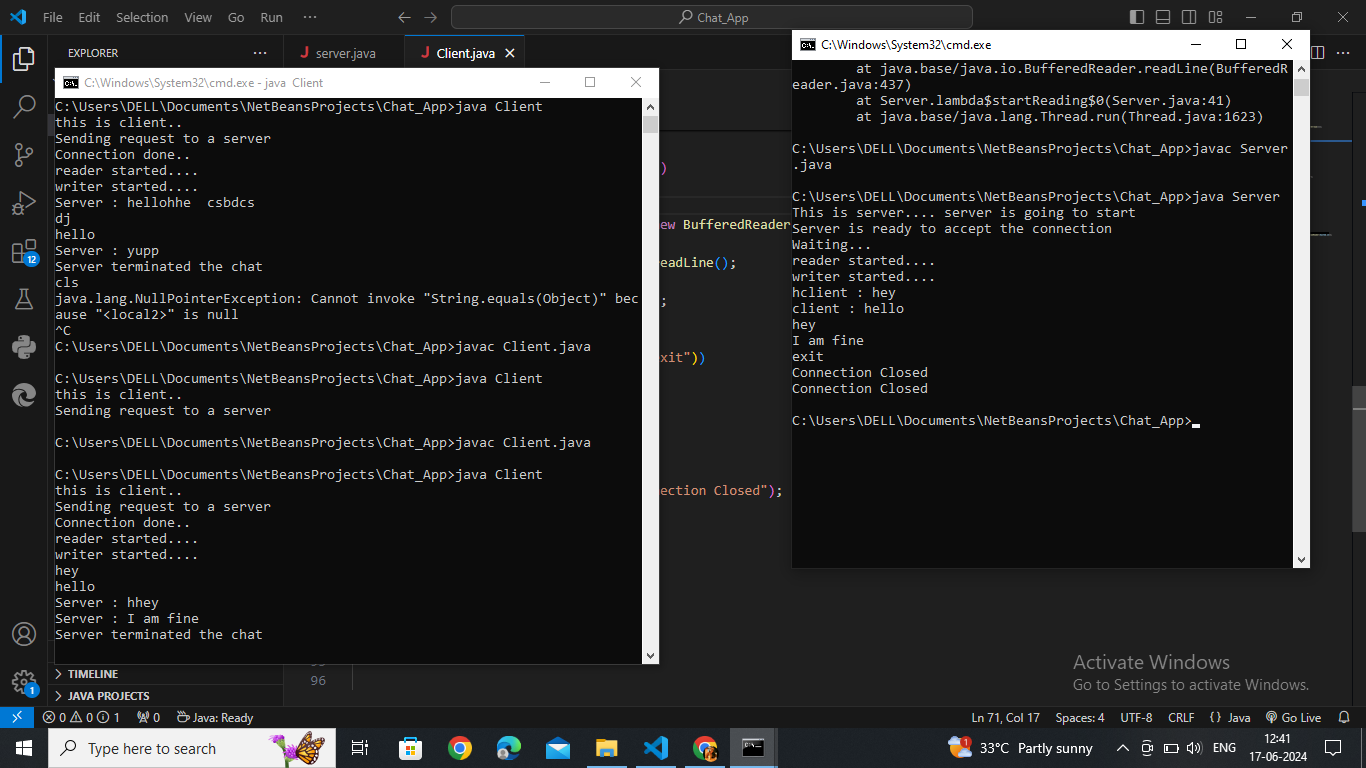 File Edit Selection View Go Run ··· Chat_App
EXPLORER ···
server.java Client.java
C:\Windows\System32\cmd.exe - java Client
C:\Users\DELL\Documents\NetBeansProjects\Chat_App>java Client
this is client..
Sending request to a server
Connection done..
reader started....
writer started....
Server : hellohhe csbdcs
dj
hello
Server : yupp
Server terminated the chat
cls
java.lang.NullPointerException: Cannot invoke "String.equals(Object)" bec
ause "<local2>" is null
^C
C:\Users\DELL\Documents\NetBeansProjects\Chat_App>javac Client.java
C:\Users\DELL\Documents\NetBeansProjects\Chat_App>java Client
this is client..
Sending request to a server
C:\Users\DELL\Documents\NetBeansProjects\Chat_App>javac Client.java
C:\Users\DELL\Documents\NetBeansProjects\Chat_App>java Client
this is client..
Sending request to a server
Connection done..
reader started....
writer started....
hey
hello
Server : hhey
Server : I am fine
Server terminated the chat
)
ew BufferedReader
eadLine();
;
xit"))
ection Closed");
C:\Windows\System32\cmd.exe
at java.base/java.io.BufferedReader.readLine(BufferedR
eader.java:437)
at Server.lambda$startReading$0(Server.java:41)
at java.base/java.lang.Thread.run(Thread.java:1623)
C:\Users\DELL\Documents\NetBeansProjects\Chat_App>javac Server
.java
C:\Users\DELL\Documents\NetBeansProjects\Chat_App>java Server
This is server.... server is going to start
Server is ready to accept the connection
Waiting...
reader started....
writer started....
hclient : hey
client : hello
hey
I am fine
exit
Connection Closed
Connection Closed
C:\Users\DELL\Documents\NetBeansProjects\Chat_App>
12
1
TIMELINE
JAVA PROJECTS
96
Activate Windows
Go to Settings to activate Windows.
0 0 1 0 Java: Ready Ln 71, Col 17 Spaces: 4 UTF-8 CRLF {} Java Go Live
Type here to search
1 33°C Partly sunny ENG 12:41
17-06-2024